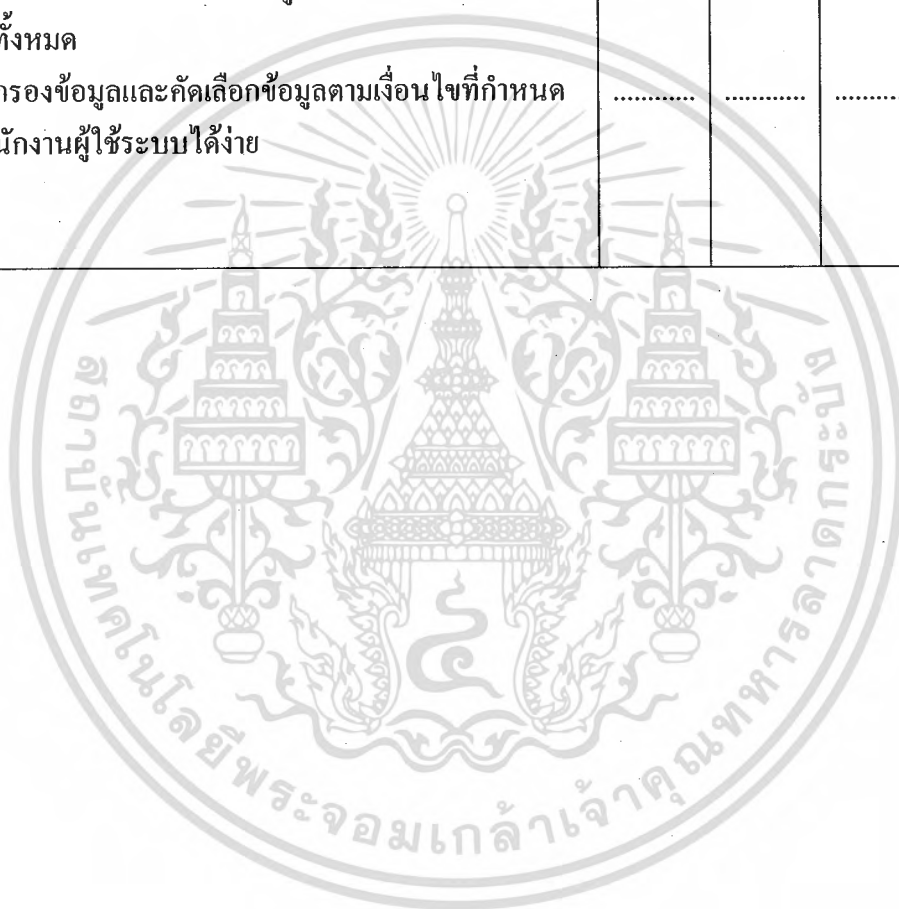 ทั้งหมด
กรองข้อมูลและคัดเลือกข้อมูลตามเงื่อนไขที่กำหนด ............ ............ ..........
นักงานผู้ใช้ระบบได้ง่าย
สถาบันเทคโนโลยีพระจอมเกล้าเจ้าคุณทหารลาดกระบัง